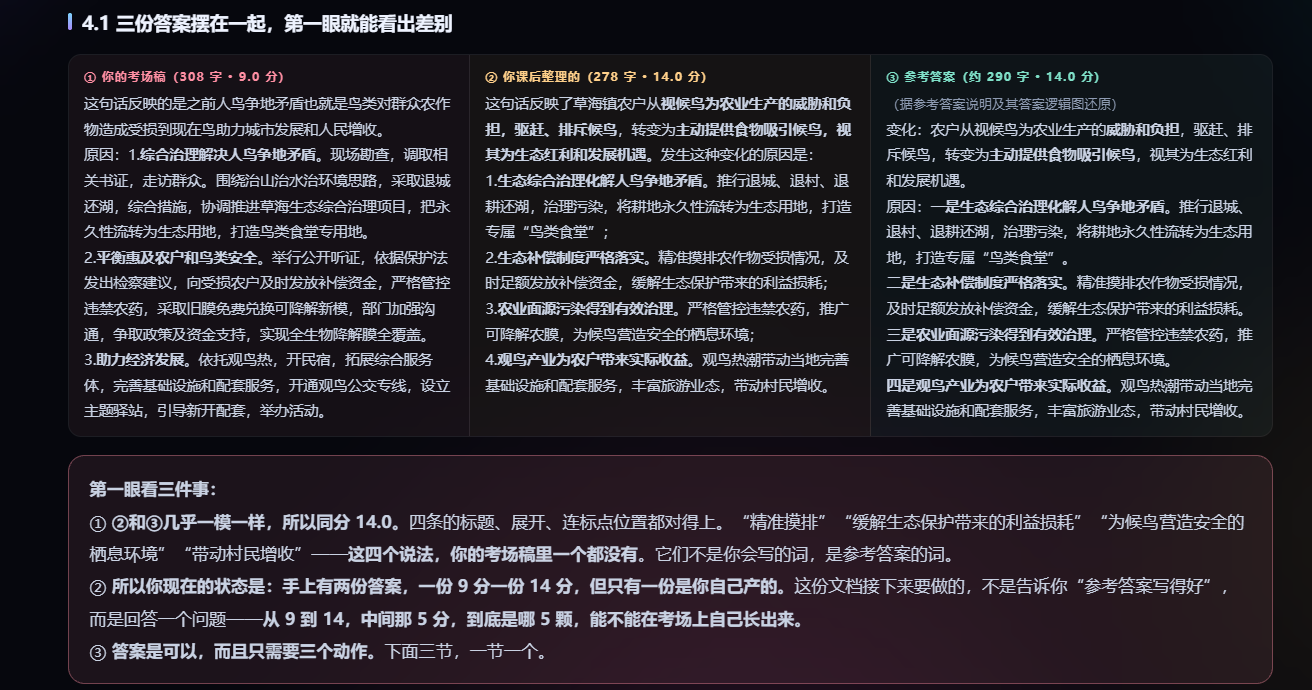 4.1 三份答案摆在一起，第一眼就能看出差别
① 你的考场稿（308 字 · 9.0 分）
这句话反映的是之前人鸟争地矛盾也就是鸟类对群众农作
物造成受损到现在鸟助力城市发展和人民增收。
原因：1.综合治理解决人鸟争地矛盾。现场勘查，调取相
关书证，走访群众。围绕治山治水治环境思路，采取退城
还湖，综合措施，协调推进草海生态综合治理项目，把永
久性流转为生态用地，打造鸟类食堂专用地。
2.平衡惠及农户和鸟类安全。举行公开听证，依据保护法
发出检察建议，向受损农户及时发放补偿资金，严格管控
违禁农药，采取旧膜免费兑换可降解新模，部门加强沟
通，争取政策及资金支持，实现全生物降解膜全覆盖。
3.助力经济发展。依托观鸟热，开民宿，拓展综合服务
体，完善基础设施和配套服务，开通观鸟公交专线，设立
主题驿站，引导新开配套，举办活动。
② 你课后整理的（278 字 · 14.0 分）
这句话反映了草海镇农户从视候鸟为农业生产的威胁和负
担，驱赶、排斥候鸟，转变为主动提供食物吸引候鸟，视
其为生态红利和发展机遇。发生这种变化的原因是：
1.生态综合治理化解人鸟争地矛盾。推行退城、退村、退
耕还湖，治理污染，将耕地永久性流转为生态用地，打造
专属“鸟类食堂”；
2.生态补偿制度严格落实。精准摸排农作物受损情况，及
时足额发放补偿资金，缓解生态保护带来的利益损耗；
3.农业面源污染得到有效治理。严格管控违禁农药，推广
可降解农膜，为候鸟营造安全的栖息环境；
4.观鸟产业为农户带来实际收益。观鸟热潮带动当地完善
基础设施和配套服务，丰富旅游业态，带动村民增收。
③ 参考答案（约 290 字 · 14.0 分）
（据参考答案说明及其答案逻辑图还原）
变化：农户从视候鸟为农业生产的威胁和负担，驱赶、排
斥候鸟，转变为主动提供食物吸引候鸟，视其为生态红利
和发展机遇。
原因：一是生态综合治理化解人鸟争地矛盾。推行退城、
退村、退耕还湖，治理污染，将耕地永久性流转为生态用
地，打造专属“鸟类食堂”。
二是生态补偿制度严格落实。精准摸排农作物受损情况，
及时足额发放补偿资金，缓解生态保护带来的利益损耗。
三是农业面源污染得到有效治理。严格管控违禁农药，推
广可降解农膜，为候鸟营造安全的栖息环境。
四是观鸟产业为农户带来实际收益。观鸟热潮带动当地完
善基础设施和配套服务，丰富旅游业态，带动村民增收。
第一眼看三件事：
① ②和③几乎一模一样，所以同分 14.0。四条的标题、展开、连标点位置都对得上。“精准摸排”“缓解生态保护带来的利益损耗”“为候鸟营造安全的
栖息环境”“带动村民增收”——这四个说法，你的考场稿里一个都没有。它们不是你会写的词，是参考答案的词。
② 所以你现在的状态是：手上有两份答案，一份 9 分一份 14 分，但只有一份是你自己产的。这份文档接下来要做的，不是告诉你“参考答案写得好”，
而是回答一个问题——从 9 到 14，中间那 5 分，到底是哪 5 颗，能不能在考场上自己长出来。
③ 答案是可以，而且只需要三个动作。下面三节，一节一个。